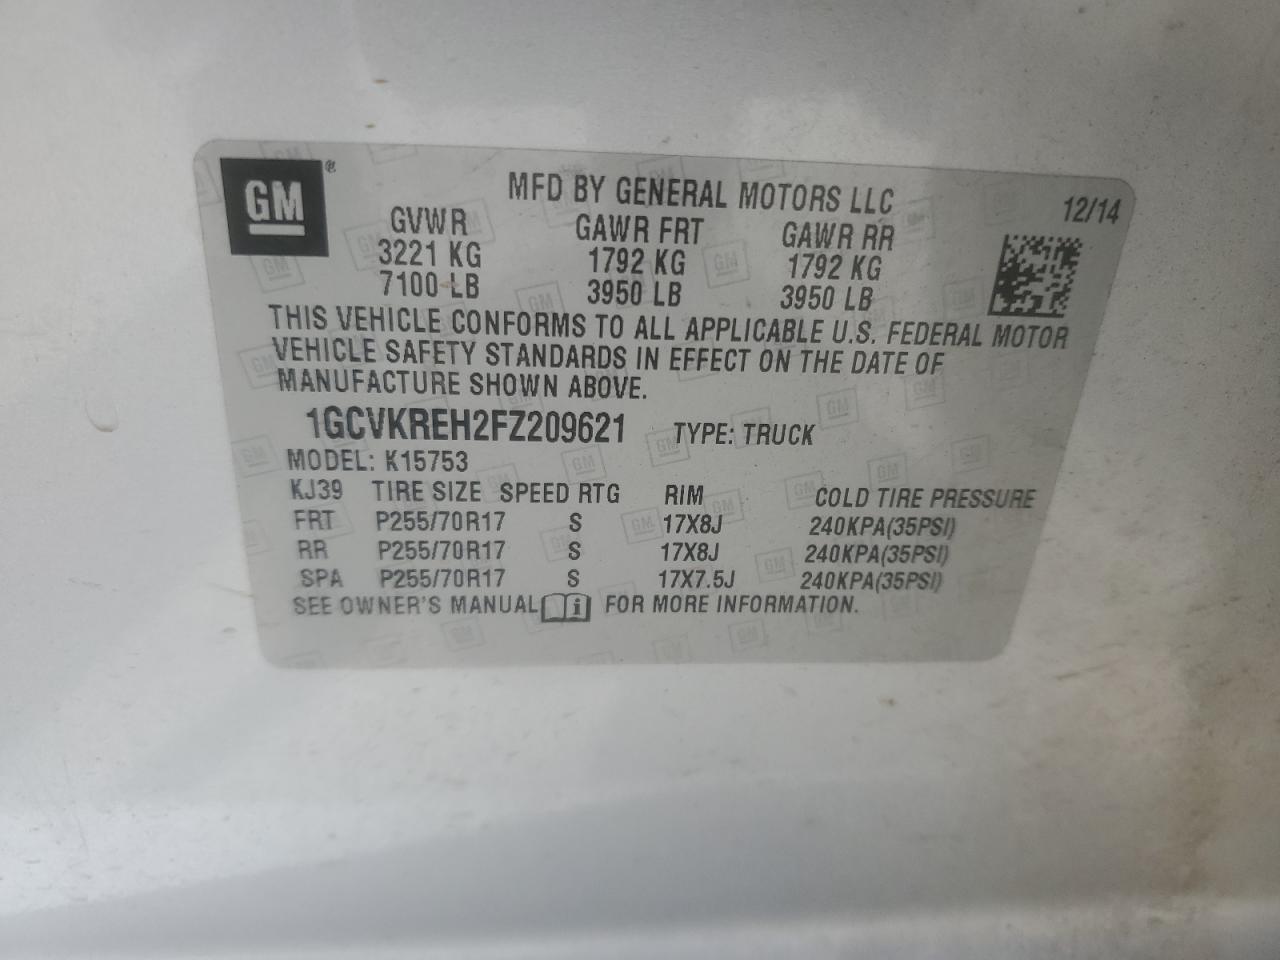 GM ®
MFD BY GENERAL MOTORS LLC 12/14
GVWR GAWR FRT GAWR RR
3221 KG 1792 KG 1792 KG
7100 LB 3950 LB 3950 LB
THIS VEHICLE CONFORMS TO ALL APPLICABLE U.S. FEDERAL MOTOR
VEHICLE SAFETY STANDARDS IN EFFECT ON THE DATE OF
MANUFACTURE SHOWN ABOVE.
1GCVKREH2FZ209621 TYPE: TRUCK
MODEL: K15753
KJ39 TIRE SIZE SPEED RTG RIM COLD TIRE PRESSURE
FRT P255/70R17 S 17X8J 240KPA(35PSI)
RR P255/70R17 S 17X8J 240KPA(35PSI)
SPA P255/70R17 S 17X7.5J 240KPA(35PSI)
SEE OWNER'S MANUAL FOR MORE INFORMATION.